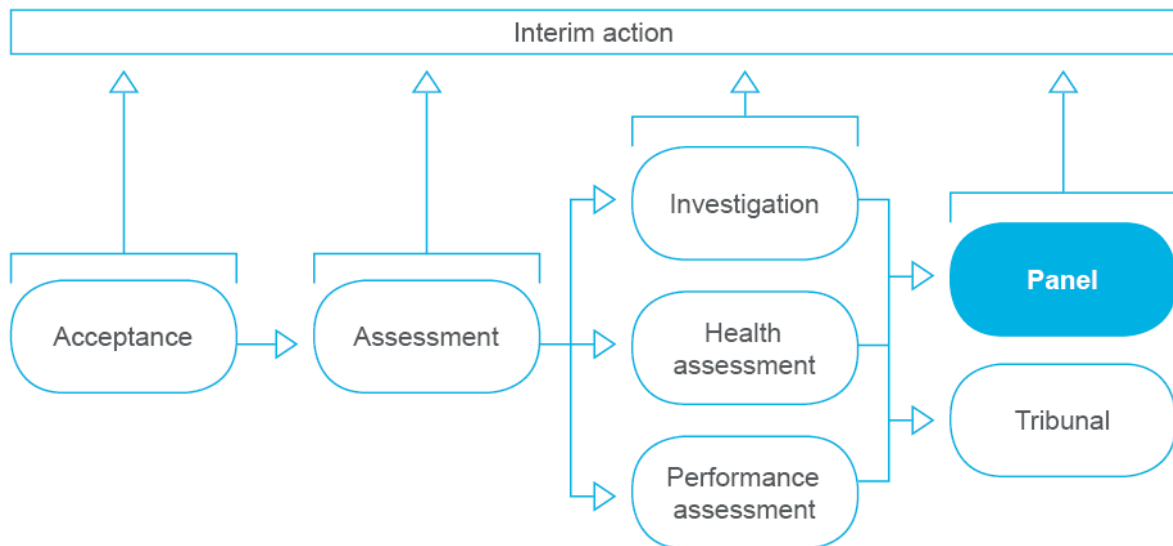 Interim action
Acceptance
Assessment
Investigation
Health
assessment
Performance
assessment
Panel
Tribunal